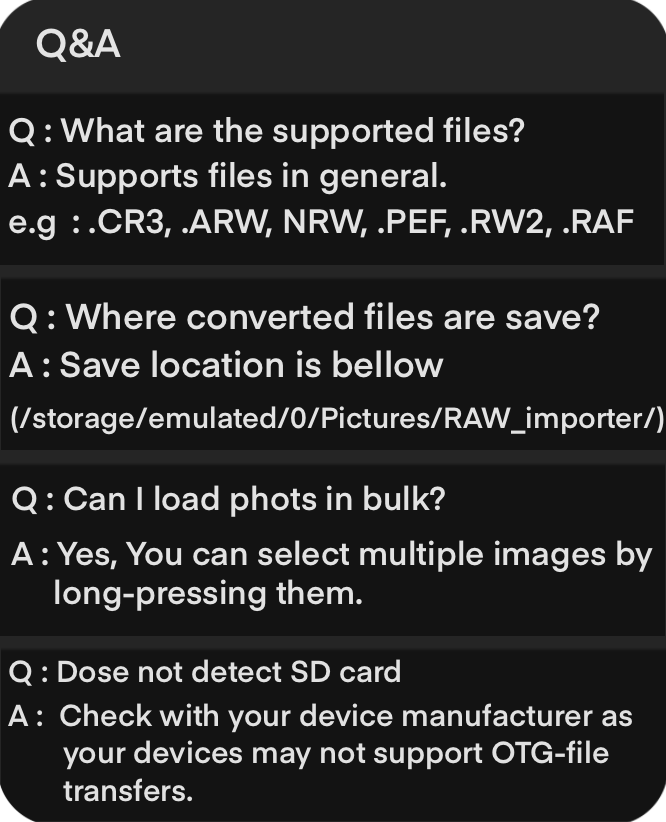 Q&A
Q : What are the supported files?
A : Supports files in general.
e.g : .CR3, .ARW, NRW, .PEF, .RW2, .RAF
Q : Where converted files are save?
A : Save location is bellow
(/storage/emulated/0/Pictures/RAW_importer/)
Q : Can I load phots in bulk?
A : Yes, You can select multiple images by
long-pressing them.
Q : Dose not detect SD card
A : Check with your device manufacturer as
your devices may not support OTG-file
transfers.